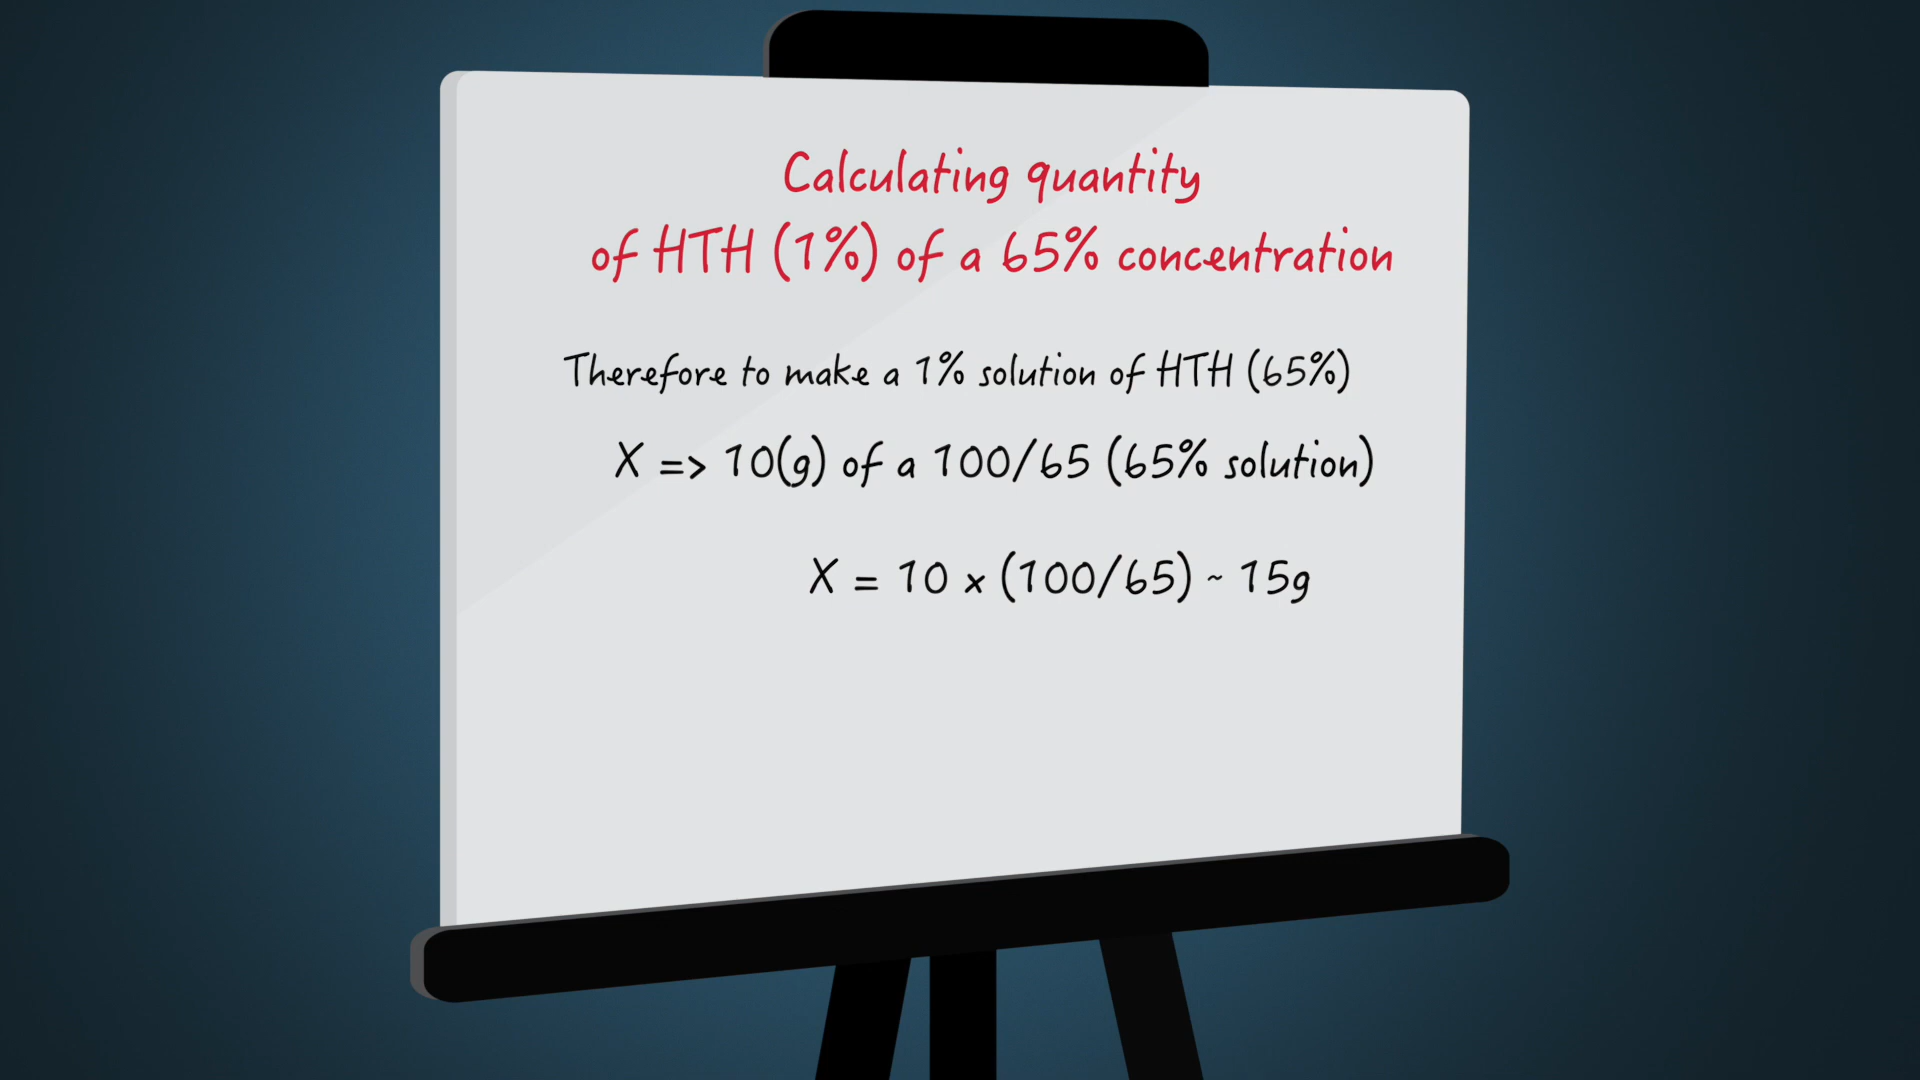 Calculating quantity
of HTH (1%) of a 65% concentration
Therefore to make a 1% solution of HTH (65%)
X => 10(g) of a 100/65 (65% solution)
X = 10 x (100/65) ~ 15g